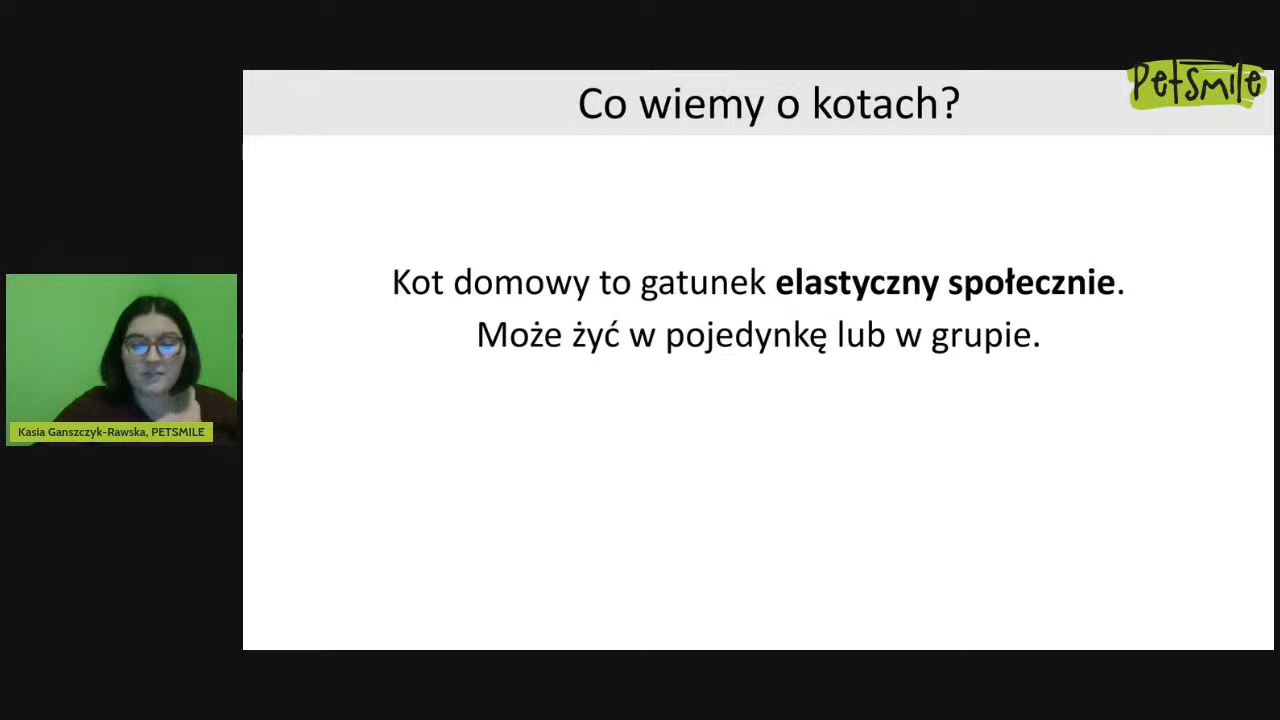 PetSmile
Co wiemy o kotach?
Kot domowy to gatunek elastyczny społecznie.
Może żyć w pojedynkę lub w grupie.
Kasia Ganszczyk-Rawska, PETSMILE